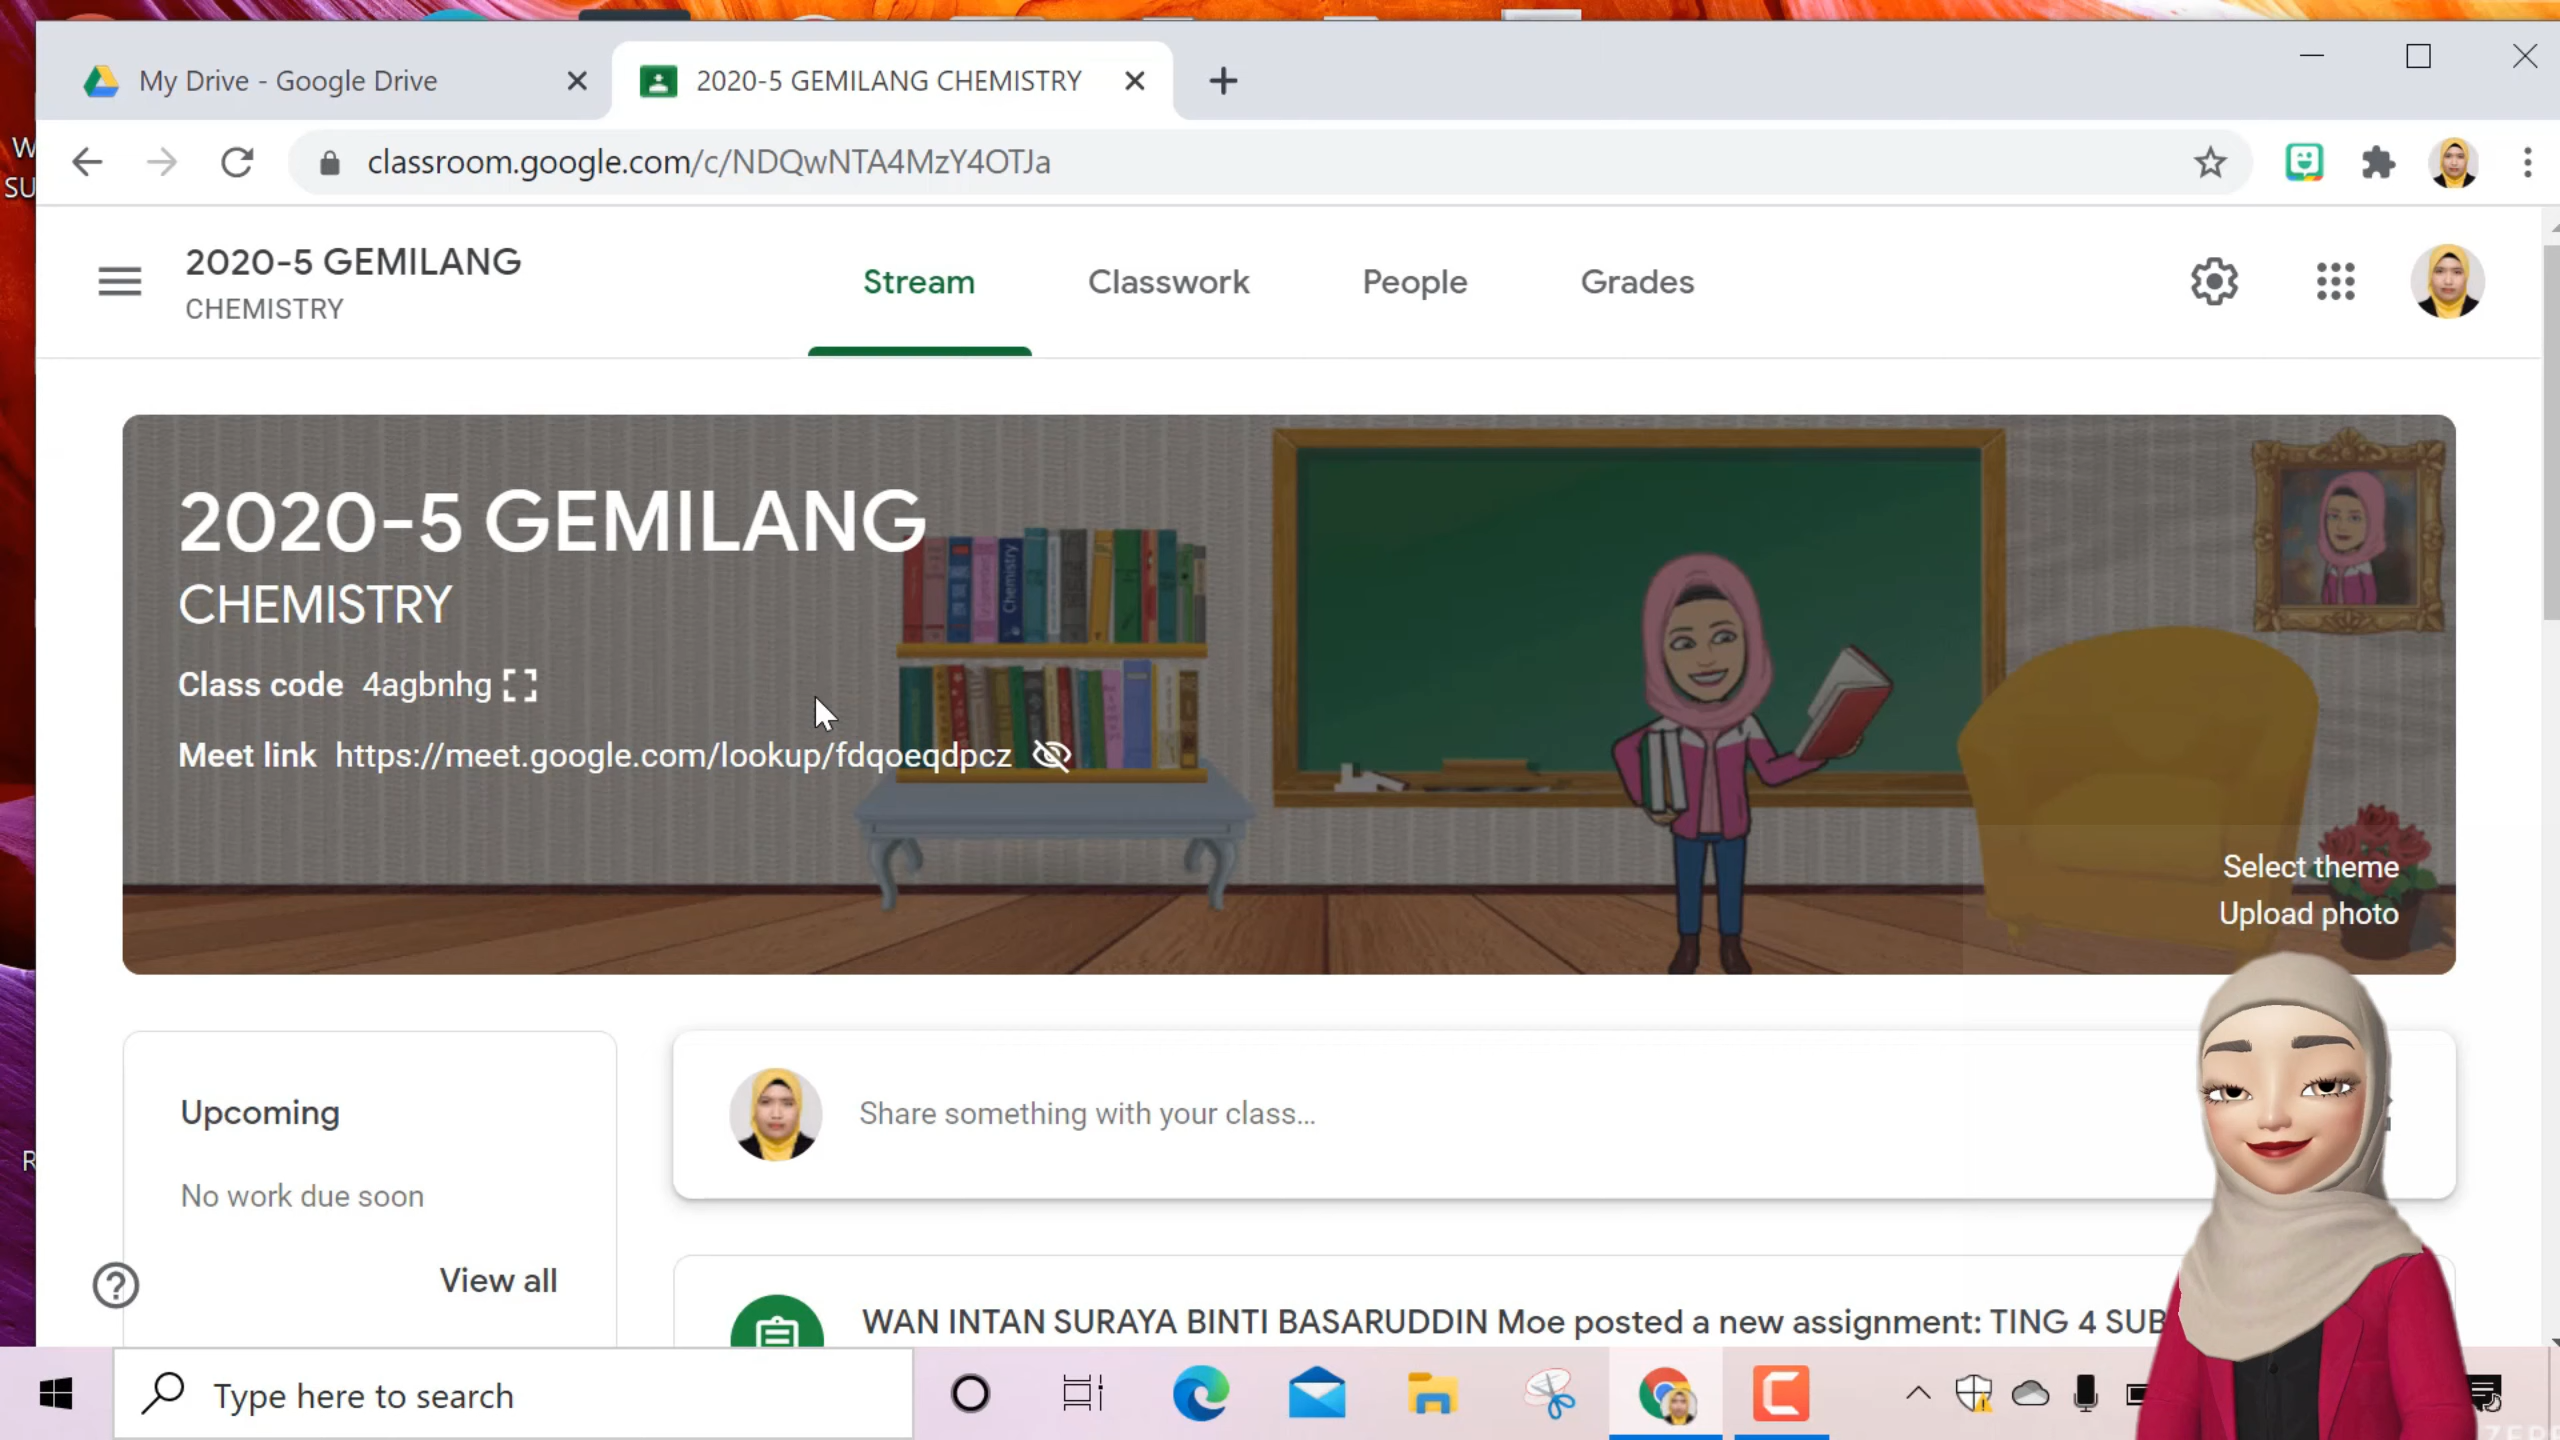 My Drive - Google Drive
2020-5 GEMILANG CHEMISTRY
W
SU
classroom.google.com/c/NDQwNTA4MzY4OTJa
2020-5 GEMILANG
CHEMISTRY
Stream
Classwork
People
Grades
2020-5 GEMILANG
CHEMISTRY
Chemistry
Class code 4agbnhg
Meet link https://meet.google.com/lookup/fdqoeqdpcz
Select theme
Upload photo
Upcoming
No work due soon
View all
Share something with your class...
R
WAN INTAN SURAYA BINTI BASARUDDIN Moe posted a new assignment: TING 4 SUB
Type here to search